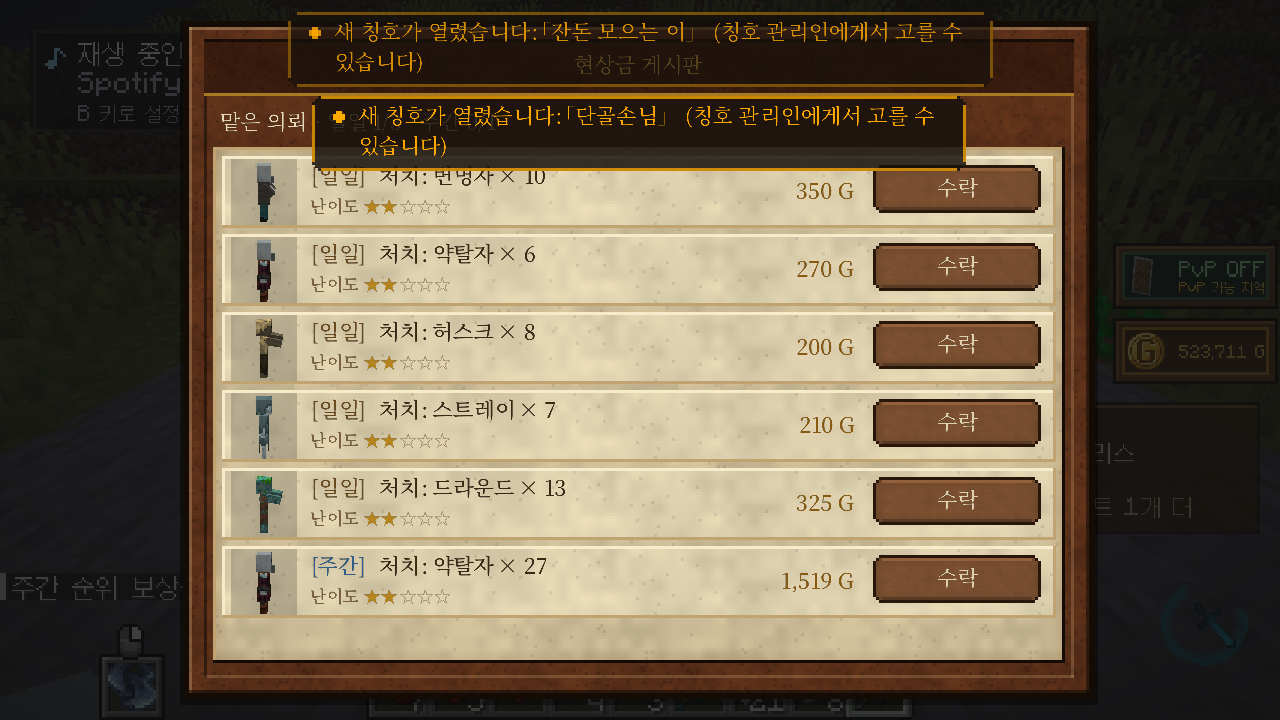 새 칭호가 열렸습니다:「잔돈 모으는 이」 (칭호 관리인에게서 고를 수
있습니다)
현상금 게시판
재생 중인
Spotify
B 키로 설정
새 칭호가 열렸습니다:「단골손님」 (칭호 관리인에게서 고를 수
있습니다)
맡은 의뢰
[일일] 처치: 변명자 × 10
난이도 ★★☆☆☆
350 G
수락
[일일] 처치: 약탈자 × 6
난이도 ★★☆☆☆
270 G
수락
[일일] 처치: 허스크 × 8
난이도 ★★☆☆☆
200 G
수락
[일일] 처치: 스트레이 × 7
난이도 ★★☆☆☆
210 G
수락
[일일] 처치: 드라운드 × 13
난이도 ★★☆☆☆
325 G
수락
[주간] 처치: 약탈자 × 27
난이도 ★★☆☆☆
1,519 G
수락
PvP OFF
PvP 가능 지역
523,711 G
리스
트 1개 더
주간 순위 보상